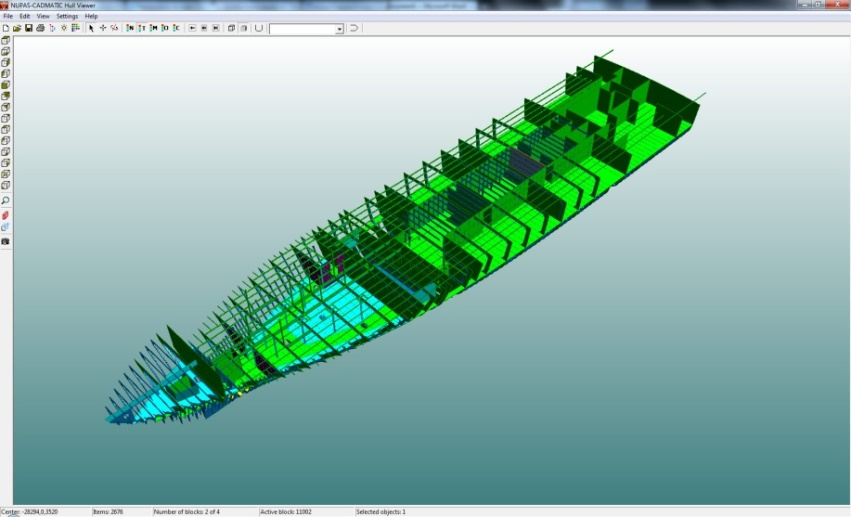 NUPAS-CADMATIC Hull Viewer
File Edit View Settings Help
Center: -28294,0,3520 Items: 2676 Number of blocks: 2 of 4 Active block: 11002 Selected objects: 1